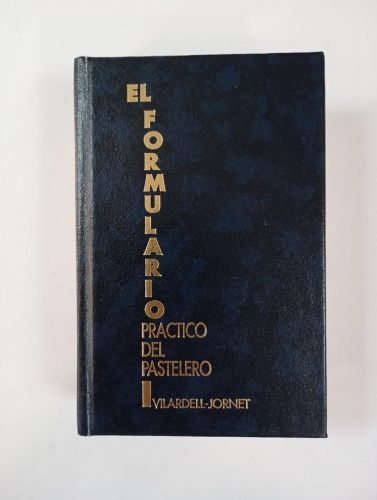 EL
FORMULARIO
PRACTICO
DEL
PASTELERO
I VILARDELL-JORNET